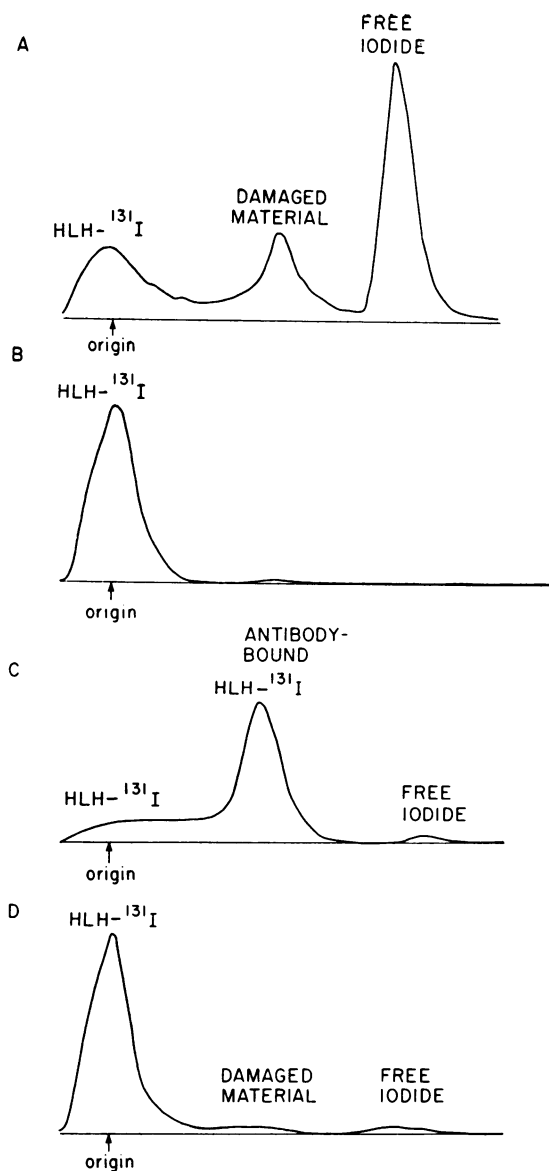 A
FREE
IODIDE
DAMAGED
MATERIAL
HLH-¹³¹I
origin
B
HLH-¹³¹I
origin
ANTIBODY-
BOUND
C
HLH-¹³¹I
HLH-¹³¹I
FREE
IODIDE
origin
D
HLH-¹³¹I
DAMAGED
MATERIAL
FREE
IODIDE
origin